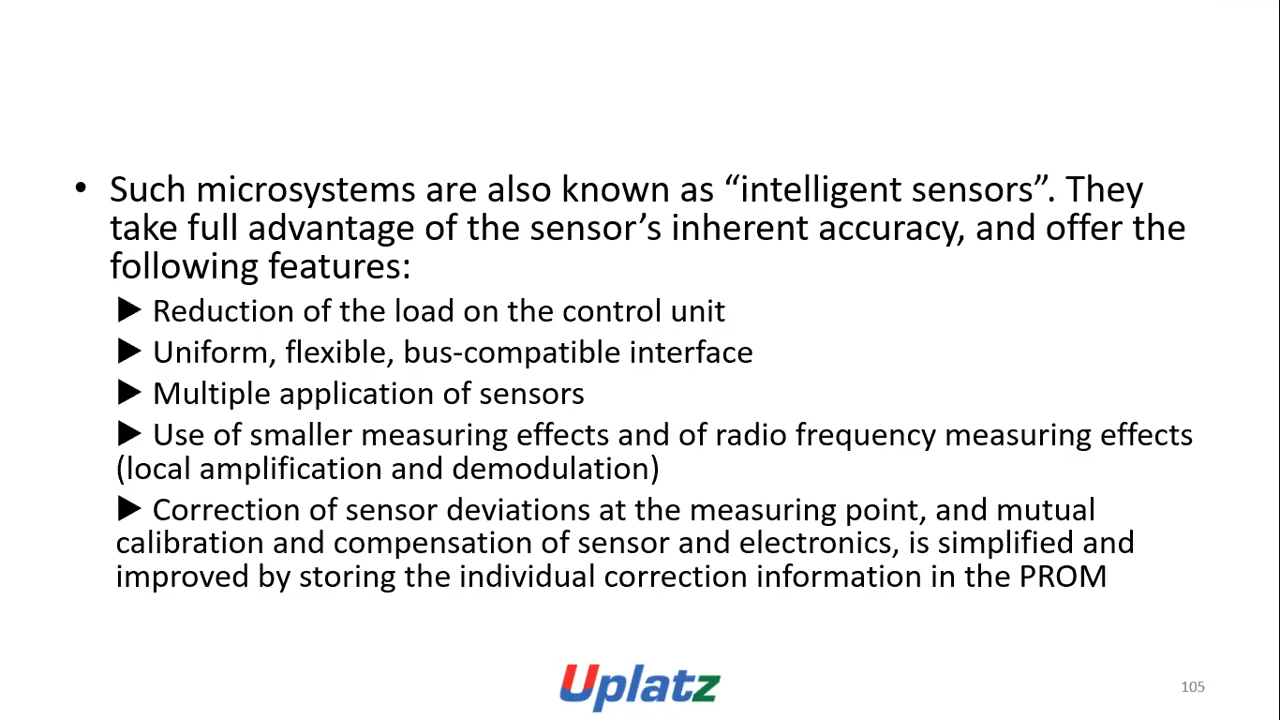 • Such microsystems are also known as “intelligent sensors”. They
take full advantage of the sensor’s inherent accuracy, and offer the
following features:
▶ Reduction of the load on the control unit
▶ Uniform, flexible, bus-compatible interface
▶ Multiple application of sensors
▶ Use of smaller measuring effects and of radio frequency measuring effects
(local amplification and demodulation)
▶ Correction of sensor deviations at the measuring point, and mutual
calibration and compensation of sensor and electronics, is simplified and
improved by storing the individual correction information in the PROM
Uplatz
105